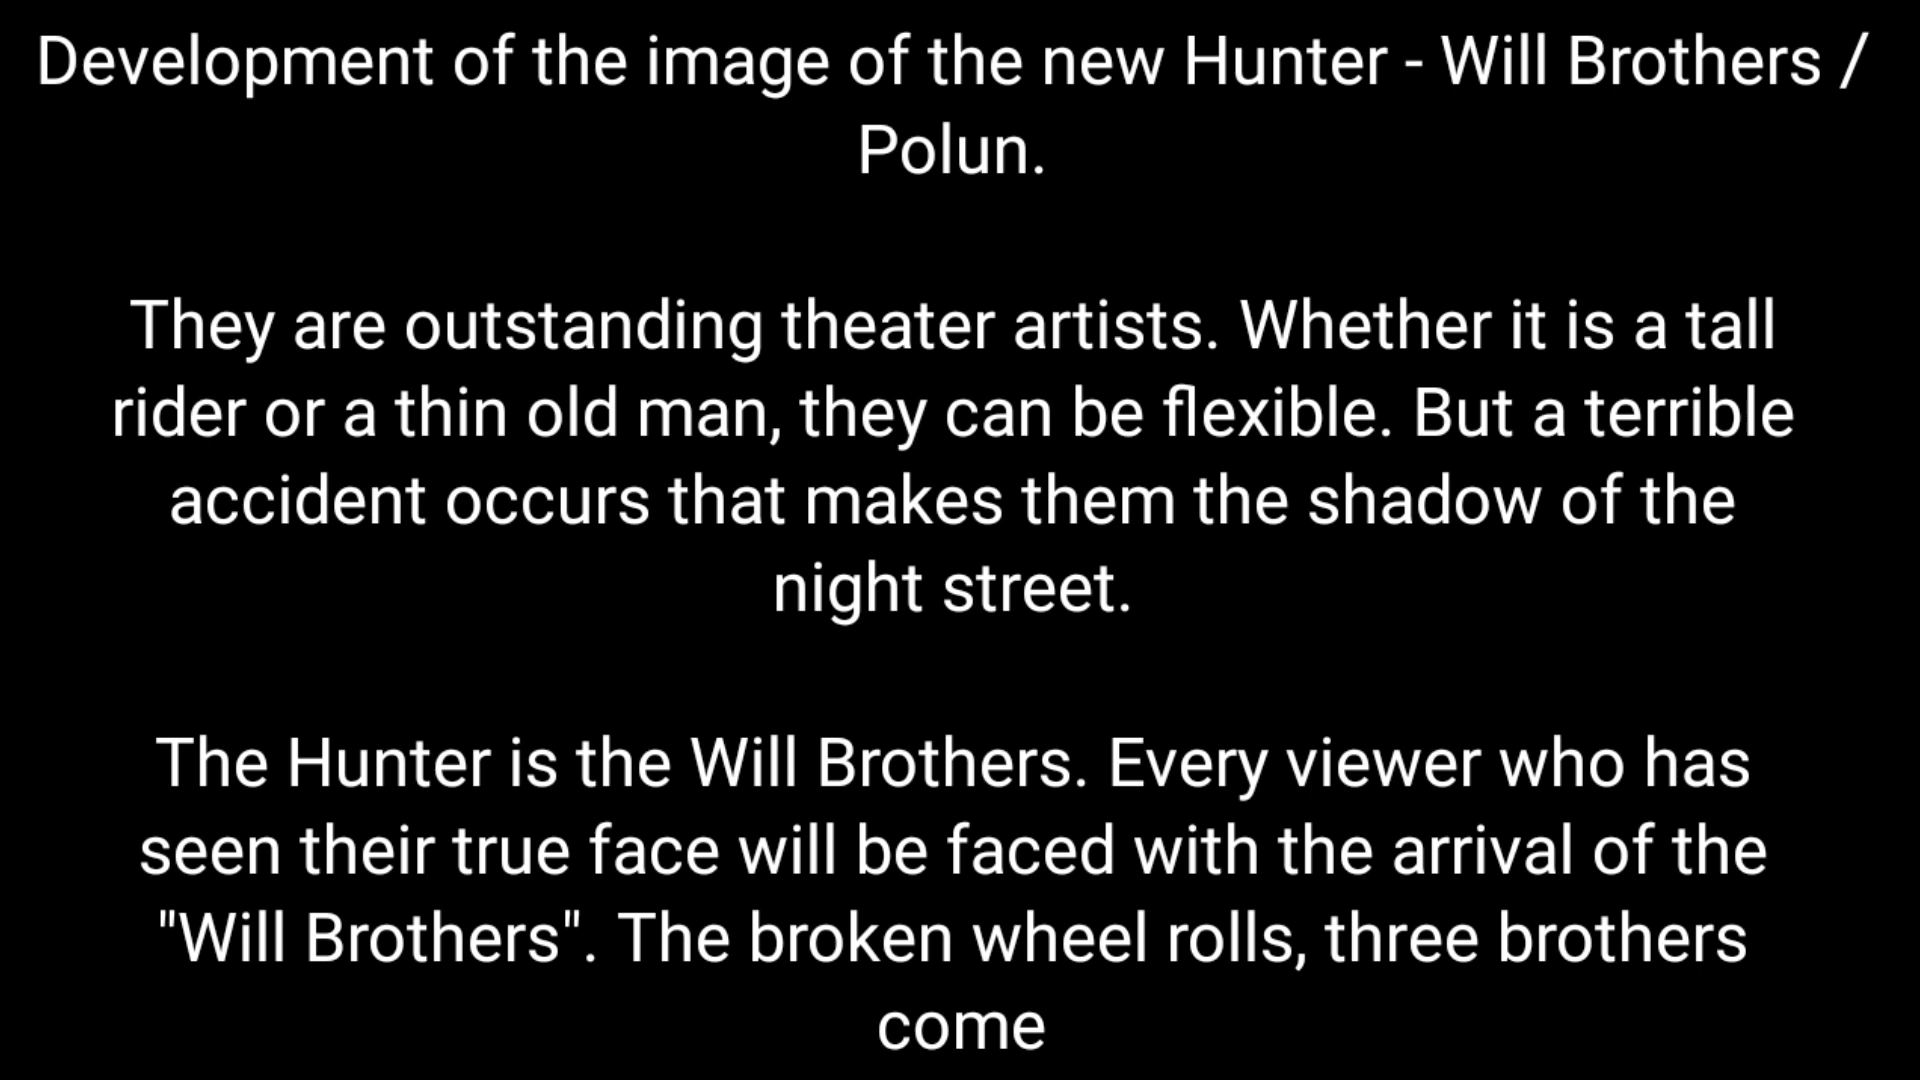 Development of the image of the new Hunter - Will Brothers /
Polun.
They are outstanding theater artists. Whether it is a tall
rider or a thin old man, they can be flexible. But a terrible
accident occurs that makes them the shadow of the
night street.
The Hunter is the Will Brothers. Every viewer who has
seen their true face will be faced with the arrival of the
"Will Brothers". The broken wheel rolls, three brothers
come